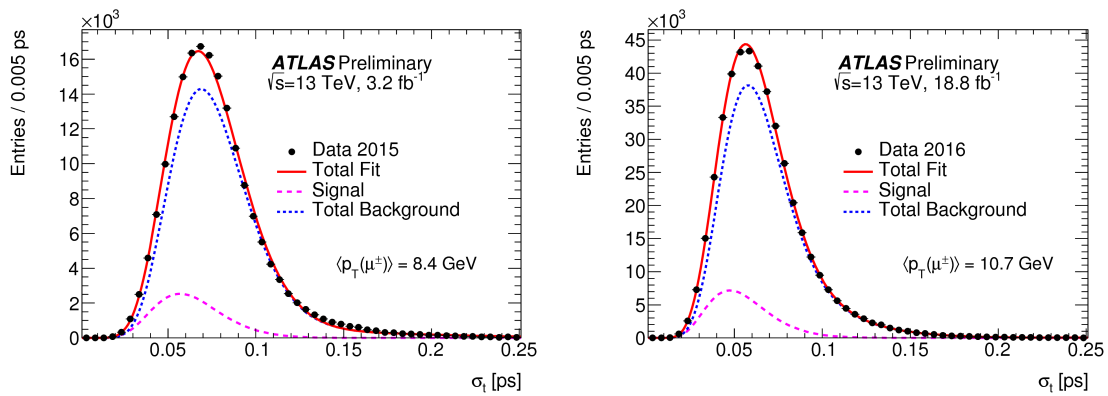 ×10³
Entries / 0.005 ps
16
14
12
10
8
6
4
2
0
ATLAS Preliminary
√s=13 TeV, 3.2 fb⁻¹
Data 2015
Total Fit
Signal
Total Background
⟨p_T(μ^±)⟩ = 8.4 GeV
0.05 0.1 0.15 0.2 0.25
σ_t [ps]
×10³
Entries / 0.005 ps
45
40
35
30
25
20
15
10
5
0
ATLAS Preliminary
√s=13 TeV, 18.8 fb⁻¹
Data 2016
Total Fit
Signal
Total Background
⟨p_T(μ^±)⟩ = 10.7 GeV
0.05 0.1 0.15 0.2 0.25
σ_t [ps]